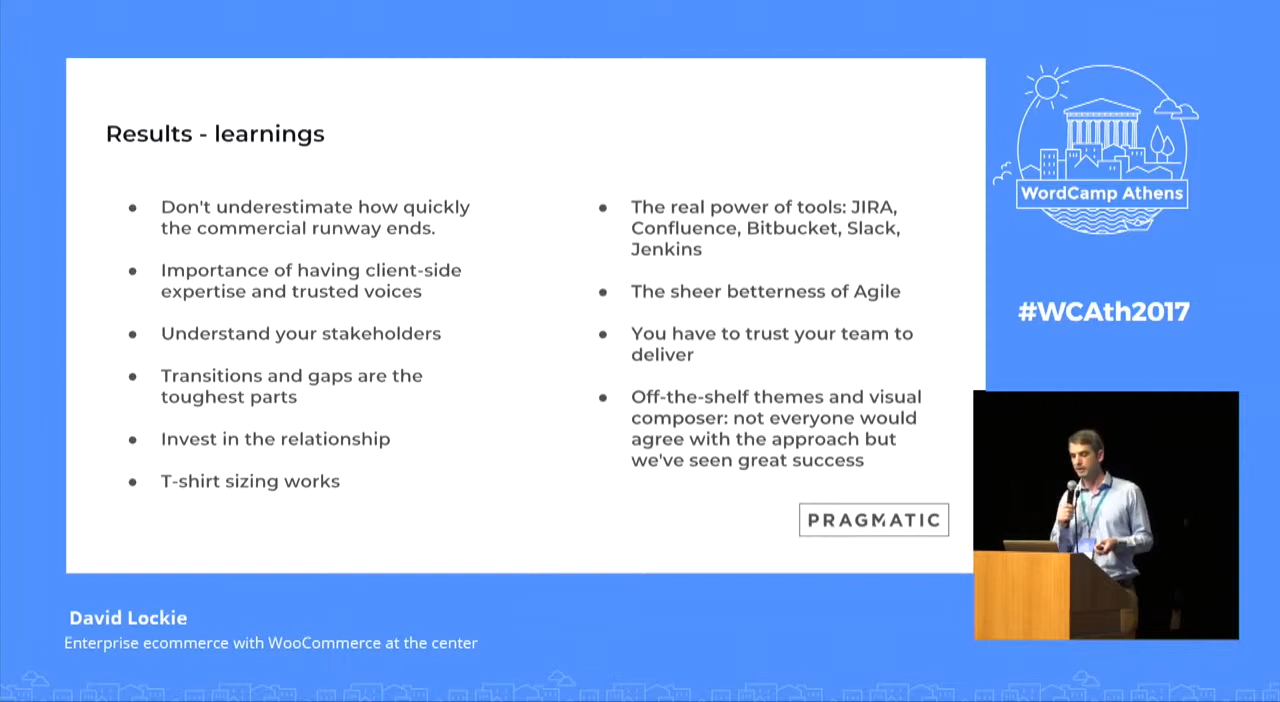 Results - learnings
● Don't underestimate how quickly
the commercial runway ends.
● Importance of having client-side
expertise and trusted voices
● Understand your stakeholders
● Transitions and gaps are the
toughest parts
● Invest in the relationship
● T-shirt sizing works
● The real power of tools: JIRA,
Confluence, Bitbucket, Slack,
Jenkins
● The sheer betterness of Agile
● You have to trust your team to
deliver
● Off-the-shelf themes and visual
composer: not everyone would
agree with the approach but
we've seen great success
PRAGMATIC
WordCamp Athens
#WCAth2017
David Lockie
Enterprise ecommerce with WooCommerce at the center